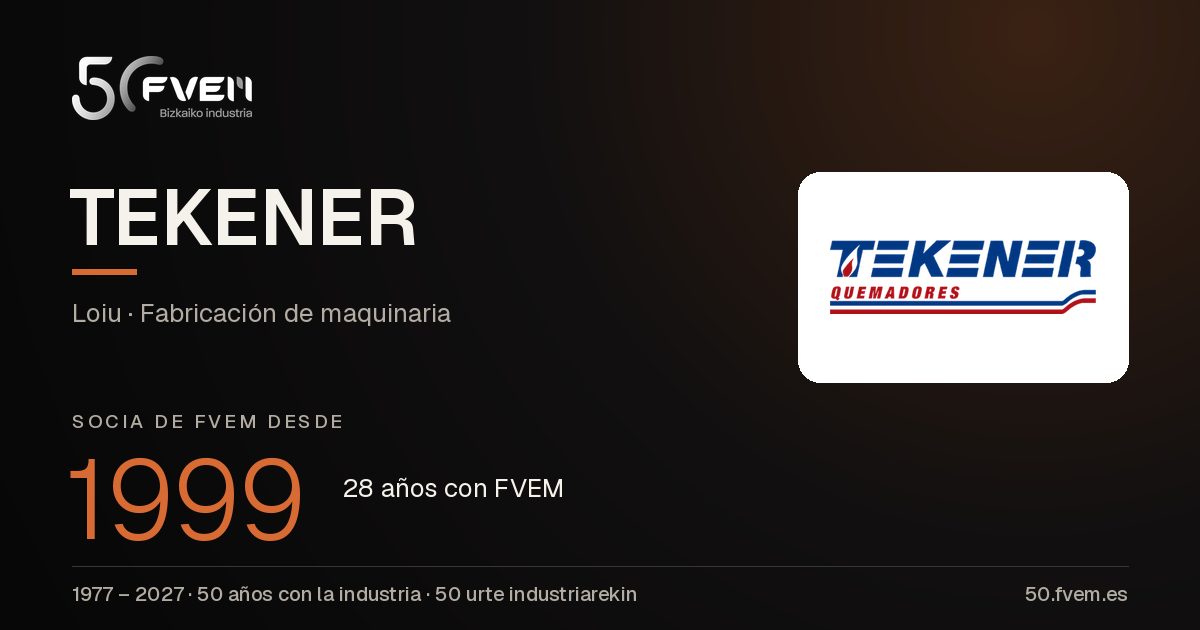 50 FVEM
Bizkaiko industria
TEKENER
TEKENER
QUEMADORES
Loiu · Fabricación de maquinaria
SOCIA DE FVEM DESDE
1999
28 años con FVEM
1977 – 2027 · 50 años con la industria · 50 urte industriarekin
50.fvem.es